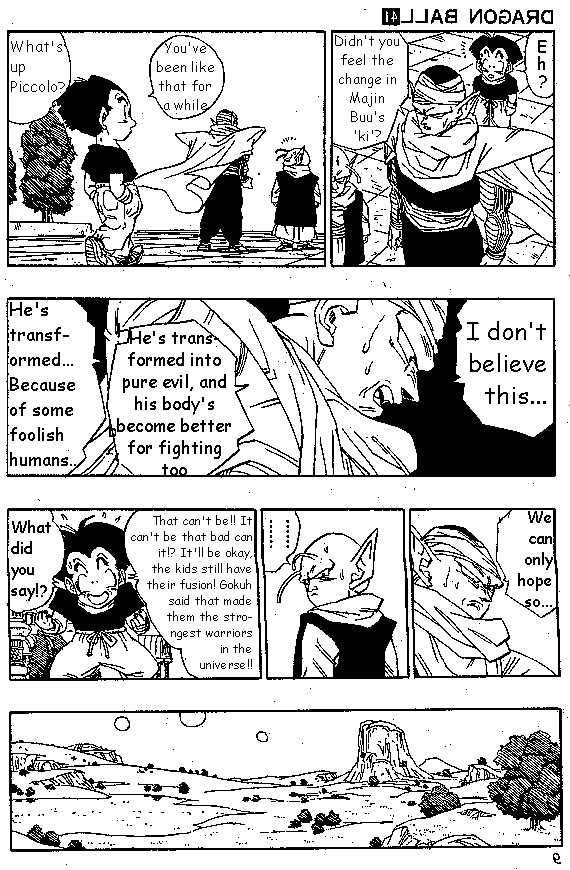 DRAGON BALL 41
What's
up
Piccolo?
You've
been like
that for
a while
Didn't you
feel the
change in
Majin
Buu's
'ki'?
Eh?
He's
transf-
ormed...
Because
of some
foolish
humans..
He's trans-
formed into
pure evil, and
his body's
become better
for fighting
too
I don't
believe
this...
What
did
you
say!?
That can't be!! It
can't be that bad can
it!? It'll be okay,
the kids still have
their fusion! Gokuh
said that made
them the stro-
ngest warriors
in the
universe!!
We
can
only
hope
so...
9